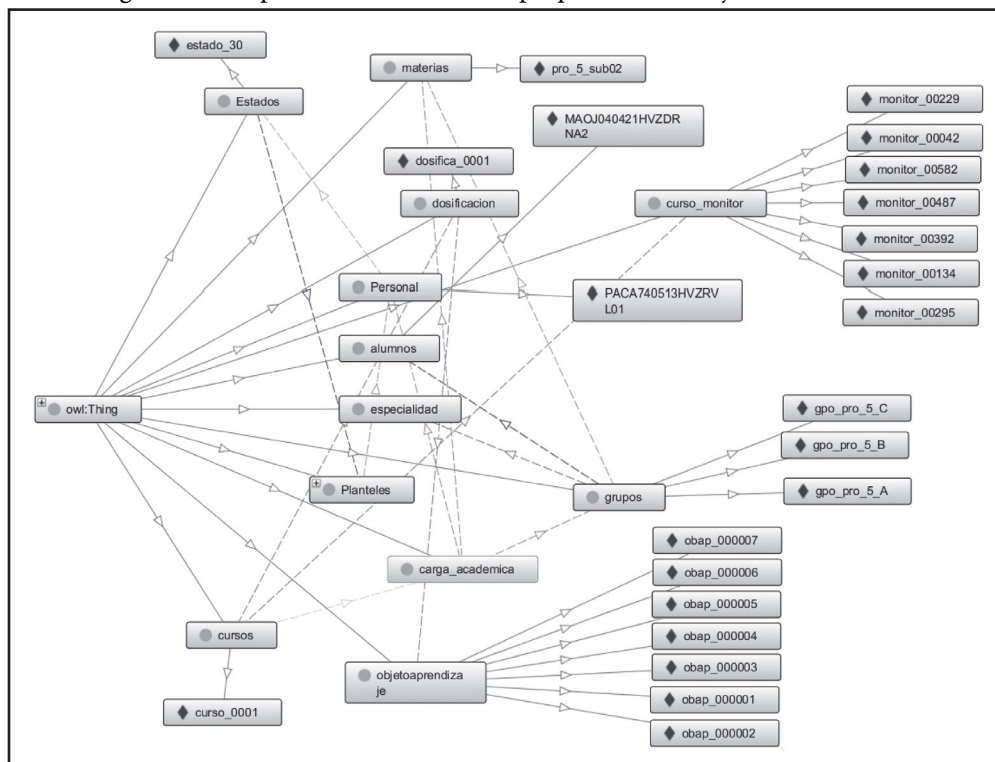 estado_30
materias
pro_5_sub02
Estados
monitor_00229
MAOJ040421HVZDR
NA2
monitor_00042
dosifica_0001
monitor_00582
dosificacion
curso_monitor
monitor_00487
monitor_00392
monitor_00134
Personal
PACA740513HVZRV
L01
monitor_00295
alumnos
owl:Thing
especialidad
gpo_pro_5_C
gpo_pro_5_B
Planteles
grupos
gpo_pro_5_A
obap_000007
carga_academica
obap_000006
obap_000005
cursos
obap_000004
objetoaprendiza
je
obap_000003
obap_000001
curso_0001
obap_000002